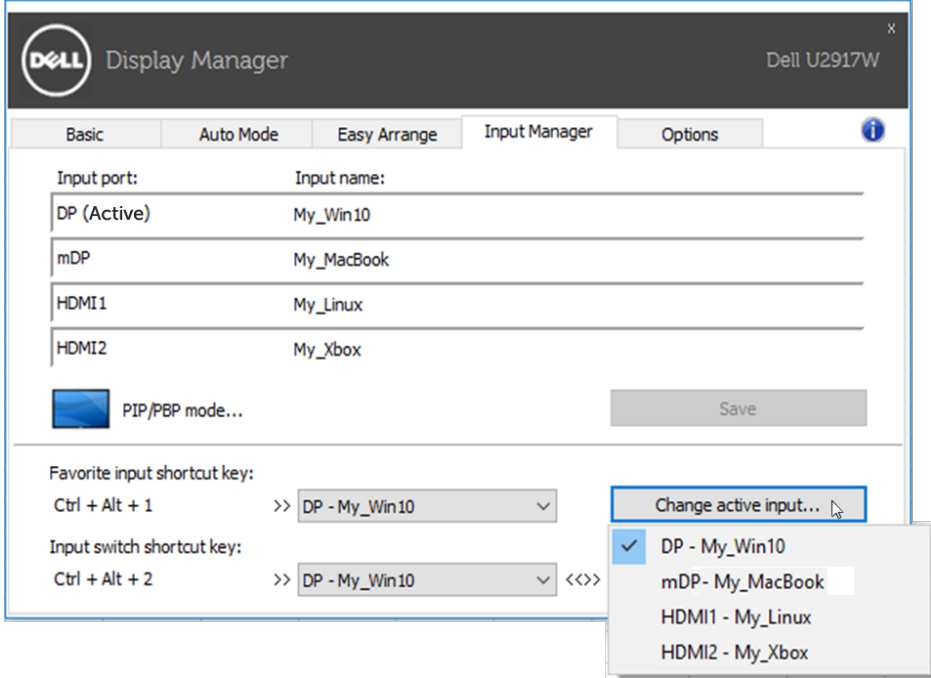 DELL Display Manager Dell U2917W x
Basic Auto Mode Easy Arrange Input Manager Options i
Input port: Input name:
DP (Active) My_Win10
mDP My_MacBook
HDMI1 My_Linux
HDMI2 My_Xbox
PIP/PBP mode... Save
Favorite input shortcut key:
Ctrl + Alt + 1 >> DP - My_Win10 Change active input...
Input switch shortcut key:
Ctrl + Alt + 2 >> DP - My_Win10 <<>>
DP - My_Win10
mDP- My_MacBook
HDMI1 - My_Linux
HDMI2 - My_Xbox